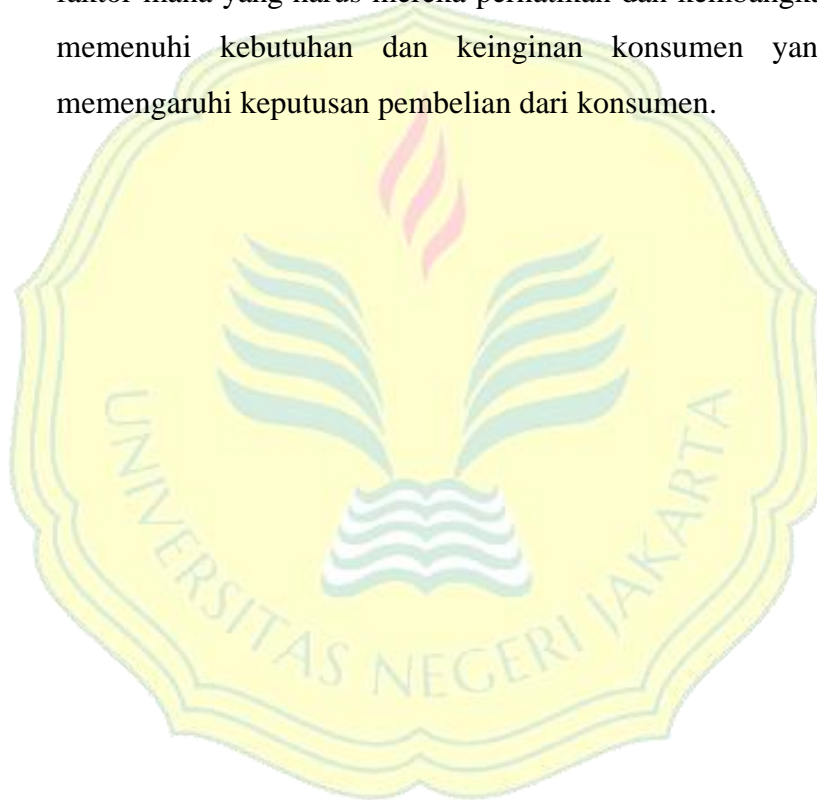 faktor mana yang harus mereka perhatikan dan kembangka
memenuhi kebutuhan dan keinginan konsumen yan
memengaruhi keputusan pembelian dari konsumen.
UNIVERSITAS NEGERI JAKARTA